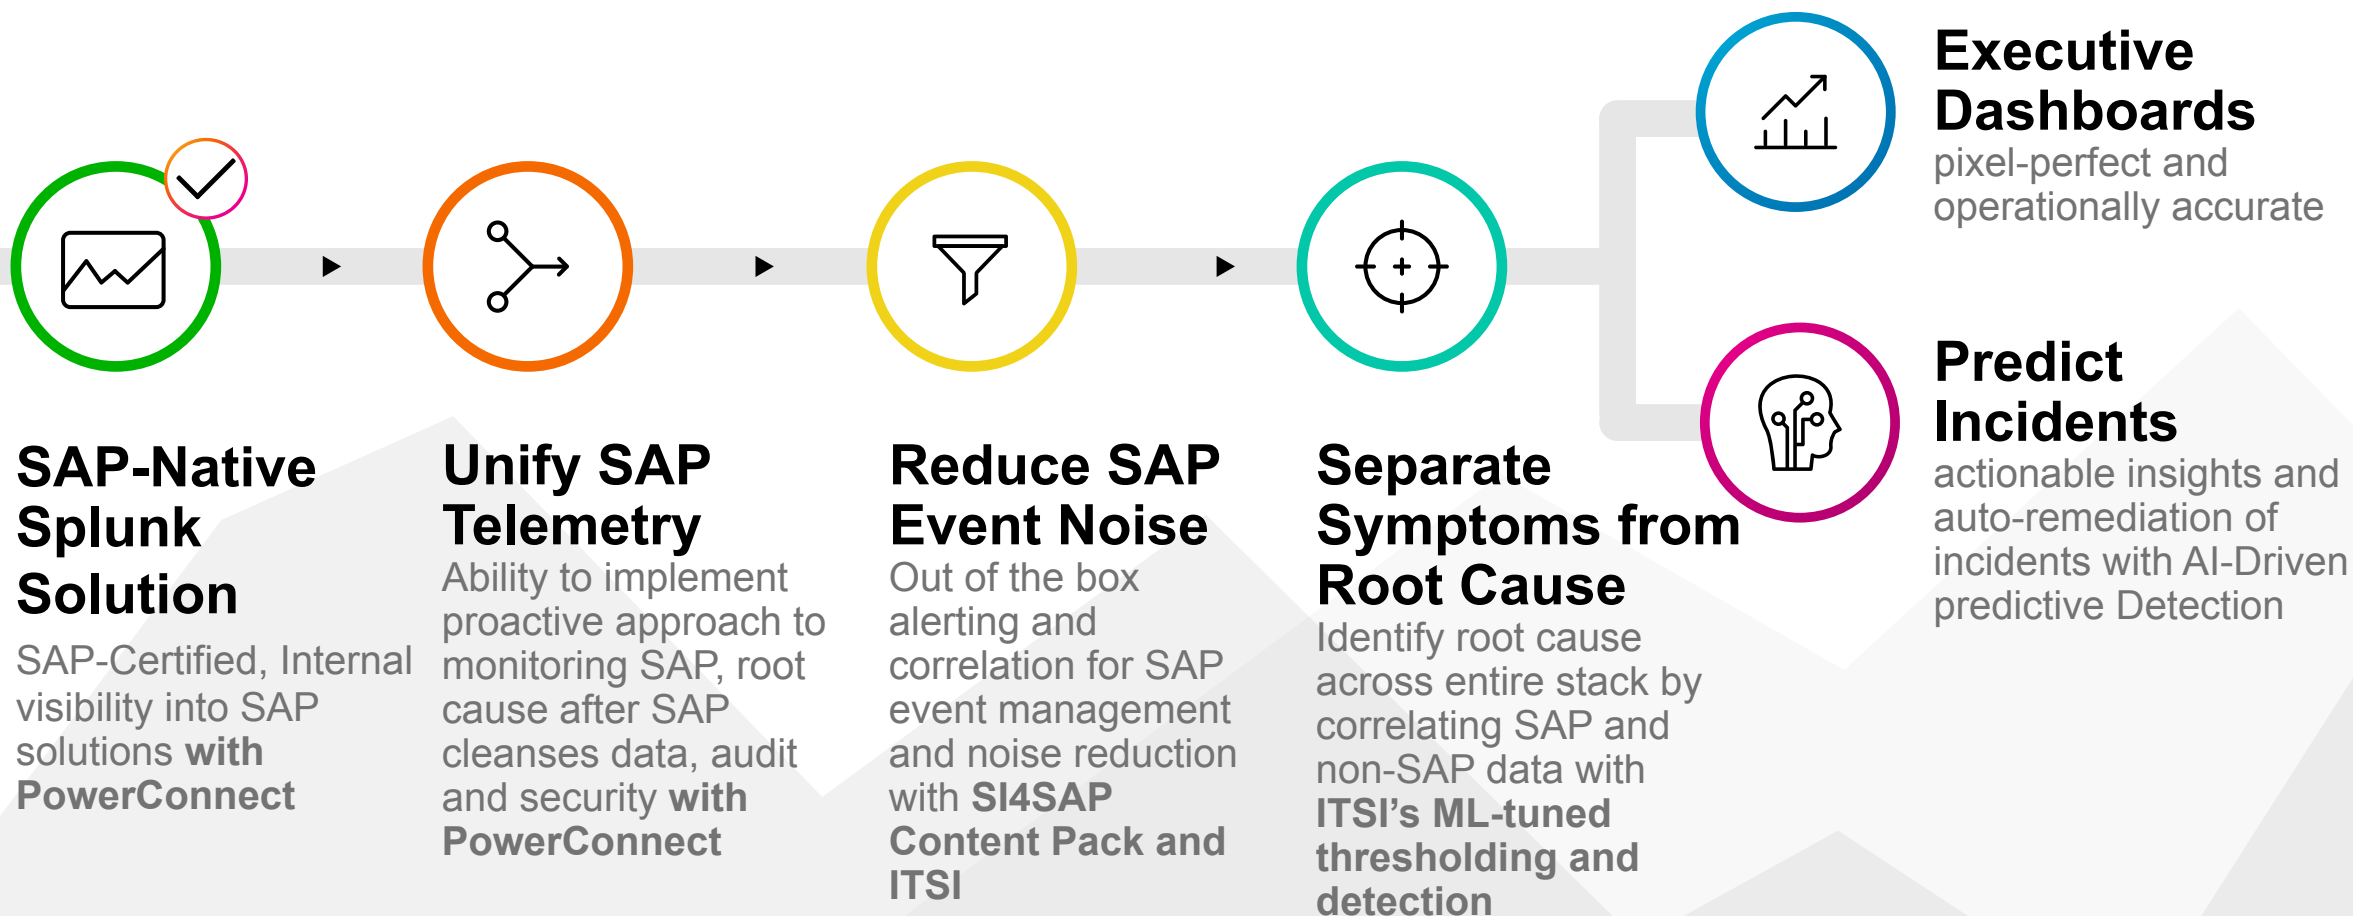 SAP-Native
Splunk
Solution
SAP-Certified, Internal
visibility into SAP
solutions with
PowerConnect
Unify SAP
Telemetry
Ability to implement
proactive approach to
monitoring SAP, root
cause after SAP
cleanses data, audit
and security with
PowerConnect
Reduce SAP
Event Noise
Out of the box
alerting and
correlation for SAP
event management
and noise reduction
with SI4SAP
Content Pack and
ITSI
Separate
Symptoms from
Root Cause
Identify root cause
across entire stack by
correlating SAP and
non-SAP data with
ITSI’s ML-tuned
thresholding and
detection
Executive
Dashboards
pixel-perfect and
operationally accurate
Predict
Incidents
actionable insights and
auto-remediation of
incidents with AI-Driven
predictive Detection